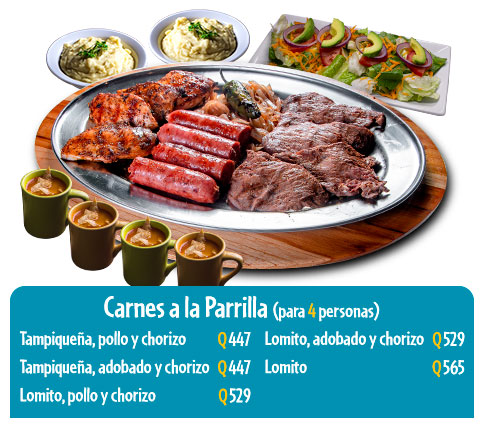 Carnes a la Parrilla (para 4 personas)
Tampiqueña, pollo y chorizo Q447
Tampiqueña, adobado y chorizo Q447
Lomito, pollo y chorizo Q529
Lomito, adobado y chorizo Q529
Lomito Q565